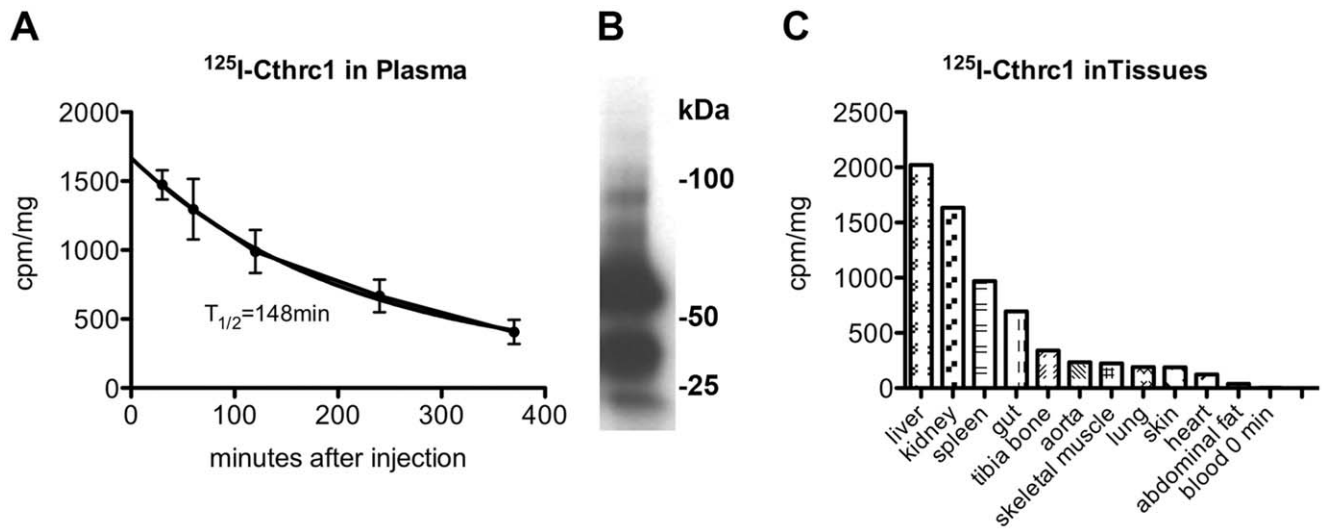 A
¹²⁵I-Cthrc1 in Plasma
cpm/mg
2000
1500
1000
500
0
T₁/₂=148min
0 100 200 300 400
minutes after injection
B
kDa
-100
-50
-25
C
¹²⁵I-Cthrc1 inTissues
cpm/mg
2500
2000
1500
1000
500
0
liver
kidney
spleen
gut
tibia bone
aorta
skeletal muscle
lung
skin
heart
abdominal fat
blood 0 min